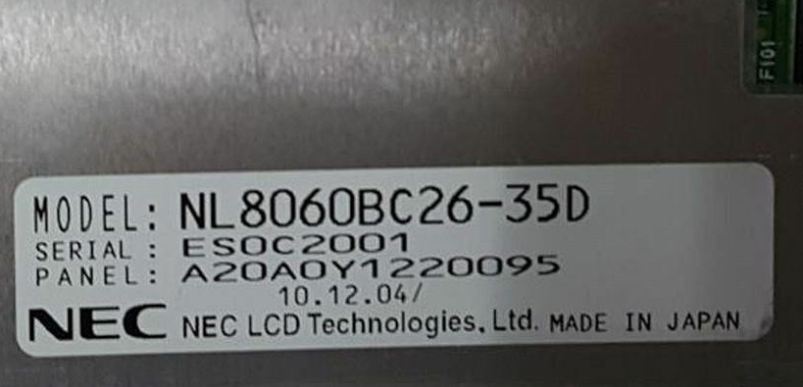 F101
MODEL: NL8060BC26-35D
SERIAL : ES0C2001
PANEL: A20A0Y1220095
10.12.04/
NEC NEC LCD Technologies, Ltd. MADE IN JAPAN